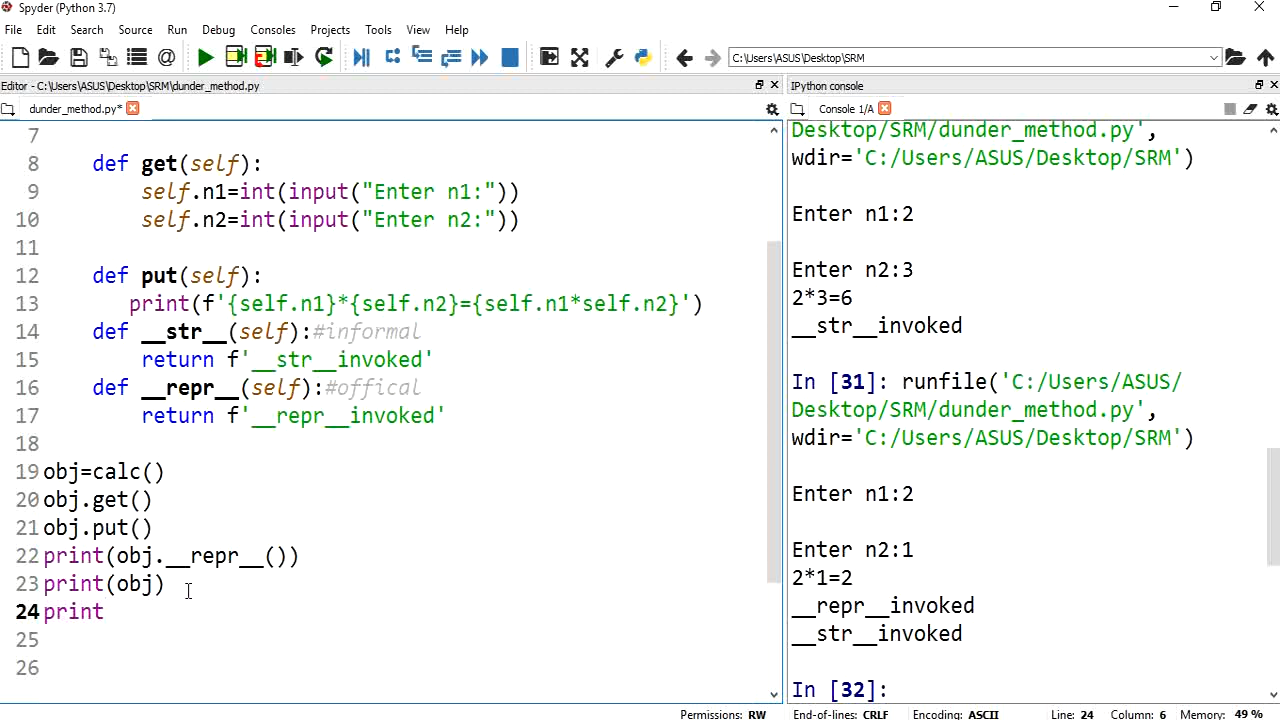 Spyder (Python 3.7)
File Edit Search Source Run Debug Consoles Projects Tools View Help
C:\Users\ASUS\Desktop\SRM
Editor - C:\Users\ASUS\Desktop\SRM\dunder_method.py
dunder_method.py*
7
8 def get(self):
9 self.n1=int(input("Enter n1:"))
10 self.n2=int(input("Enter n2:"))
11
12 def put(self):
13 print(f'{self.n1}*{self.n2}={self.n1*self.n2}')
14 def __str__(self):#informal
15 return f'__str__invoked'
16 def __repr__(self):#offical
17 return f'__repr__invoked'
18
19 obj=calc()
20 obj.get()
21 obj.put()
22 print(obj.__repr__())
23 print(obj)
24 print
25
26
IPython console
Console 1/A
Desktop/SRM/dunder_method.py',
wdir='C:/Users/ASUS/Desktop/SRM')
Enter n1:2
Enter n2:3
2*3=6
__str__invoked
In [31]: runfile('C:/Users/ASUS/
Desktop/SRM/dunder_method.py',
wdir='C:/Users/ASUS/Desktop/SRM')
Enter n1:2
Enter n2:1
2*1=2
__repr__invoked
__str__invoked
In [32]:
Permissions: RW End-of-lines: CRLF Encoding: ASCII Line: 24 Column: 6 Memory: 49 %